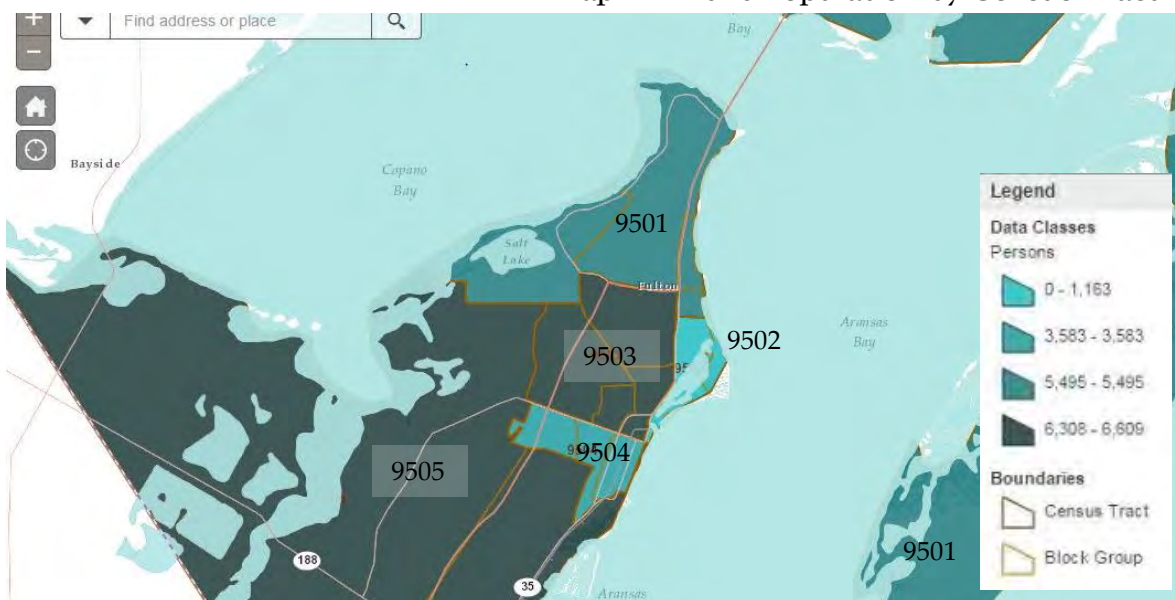 Find address or place
Bay
Bayside
Copano
Bay
9501
Salt
Lake
Fulton
9502
Aransas
Bay
9503
9504
9505
9501
188
35
Aransas
Legend
Data Classes
Persons
0 - 1,163
3,583 - 3,583
5,495 - 5,495
6,308 - 6,609
Boundaries
Census Tract
Block Group